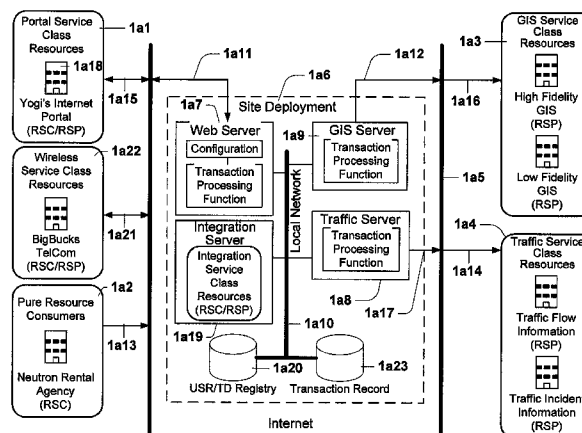 Portal Service
Class
Resources
1a18
Yogi's Internet
Portal
(RSC/RSP)
1a1
1a15
1a22
Wireless
Service Class
Resources
BigBucks
TelCom
(RSC/RSP)
1a21
1a2
Pure Resource
Consumers
1a13
Neutron Rental
Agency
(RSC)
1a11
1a12
1a6
Site Deployment
1a7
Web Server
Configuration
Transaction
Processing
Function
1a9
GIS Server
Transaction
Processing
Function
Local Network
Integration
Server
Integration
Service
Class
Resources
(RSC/RSP)
1a19
Traffic Server
Transaction
Processing
Function
1a8
1a17
1a10
1a20
USR/TD Registry
1a23
Transaction Record
Internet
1a3
GIS Service
Class
Resources
High Fidelity
GIS
(RSP)
Low Fidelity
GIS
(RSP)
1a16
1a5
1a4
Traffic Service
Class
Resources
1a14
Traffic Flow
Information
(RSP)
Traffic Incident
Information
(RSP)